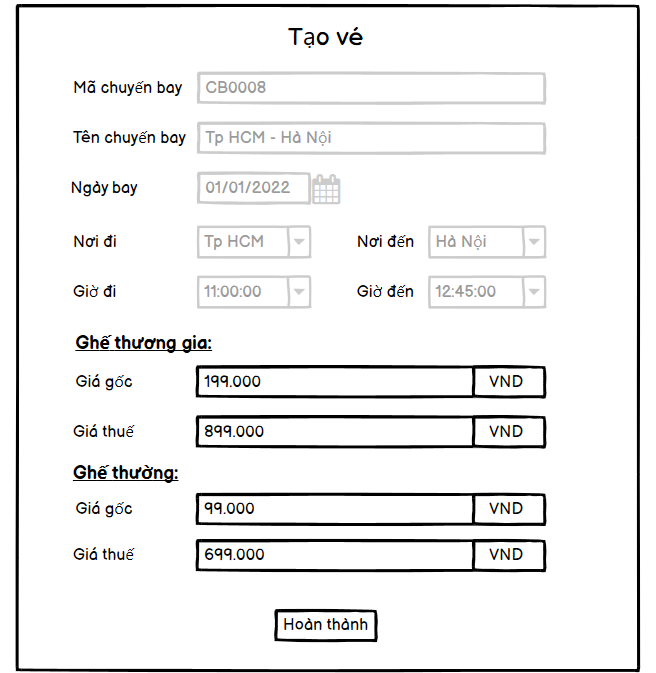 Tạo vé
Mã chuyến bay CB0008
Tên chuyến bay Tp HCM - Hà Nội
Ngày bay 01/01/2022
Nơi đi Tp HCM Nơi đến Hà Nội
Giờ đi 11:00:00 Giờ đến 12:45:00
Ghế thương gia:
Giá gốc 199.000 VND
Giá thuế 899.000 VND
Ghế thường:
Giá gốc 99.000 VND
Giá thuế 699.000 VND
Hoàn thành